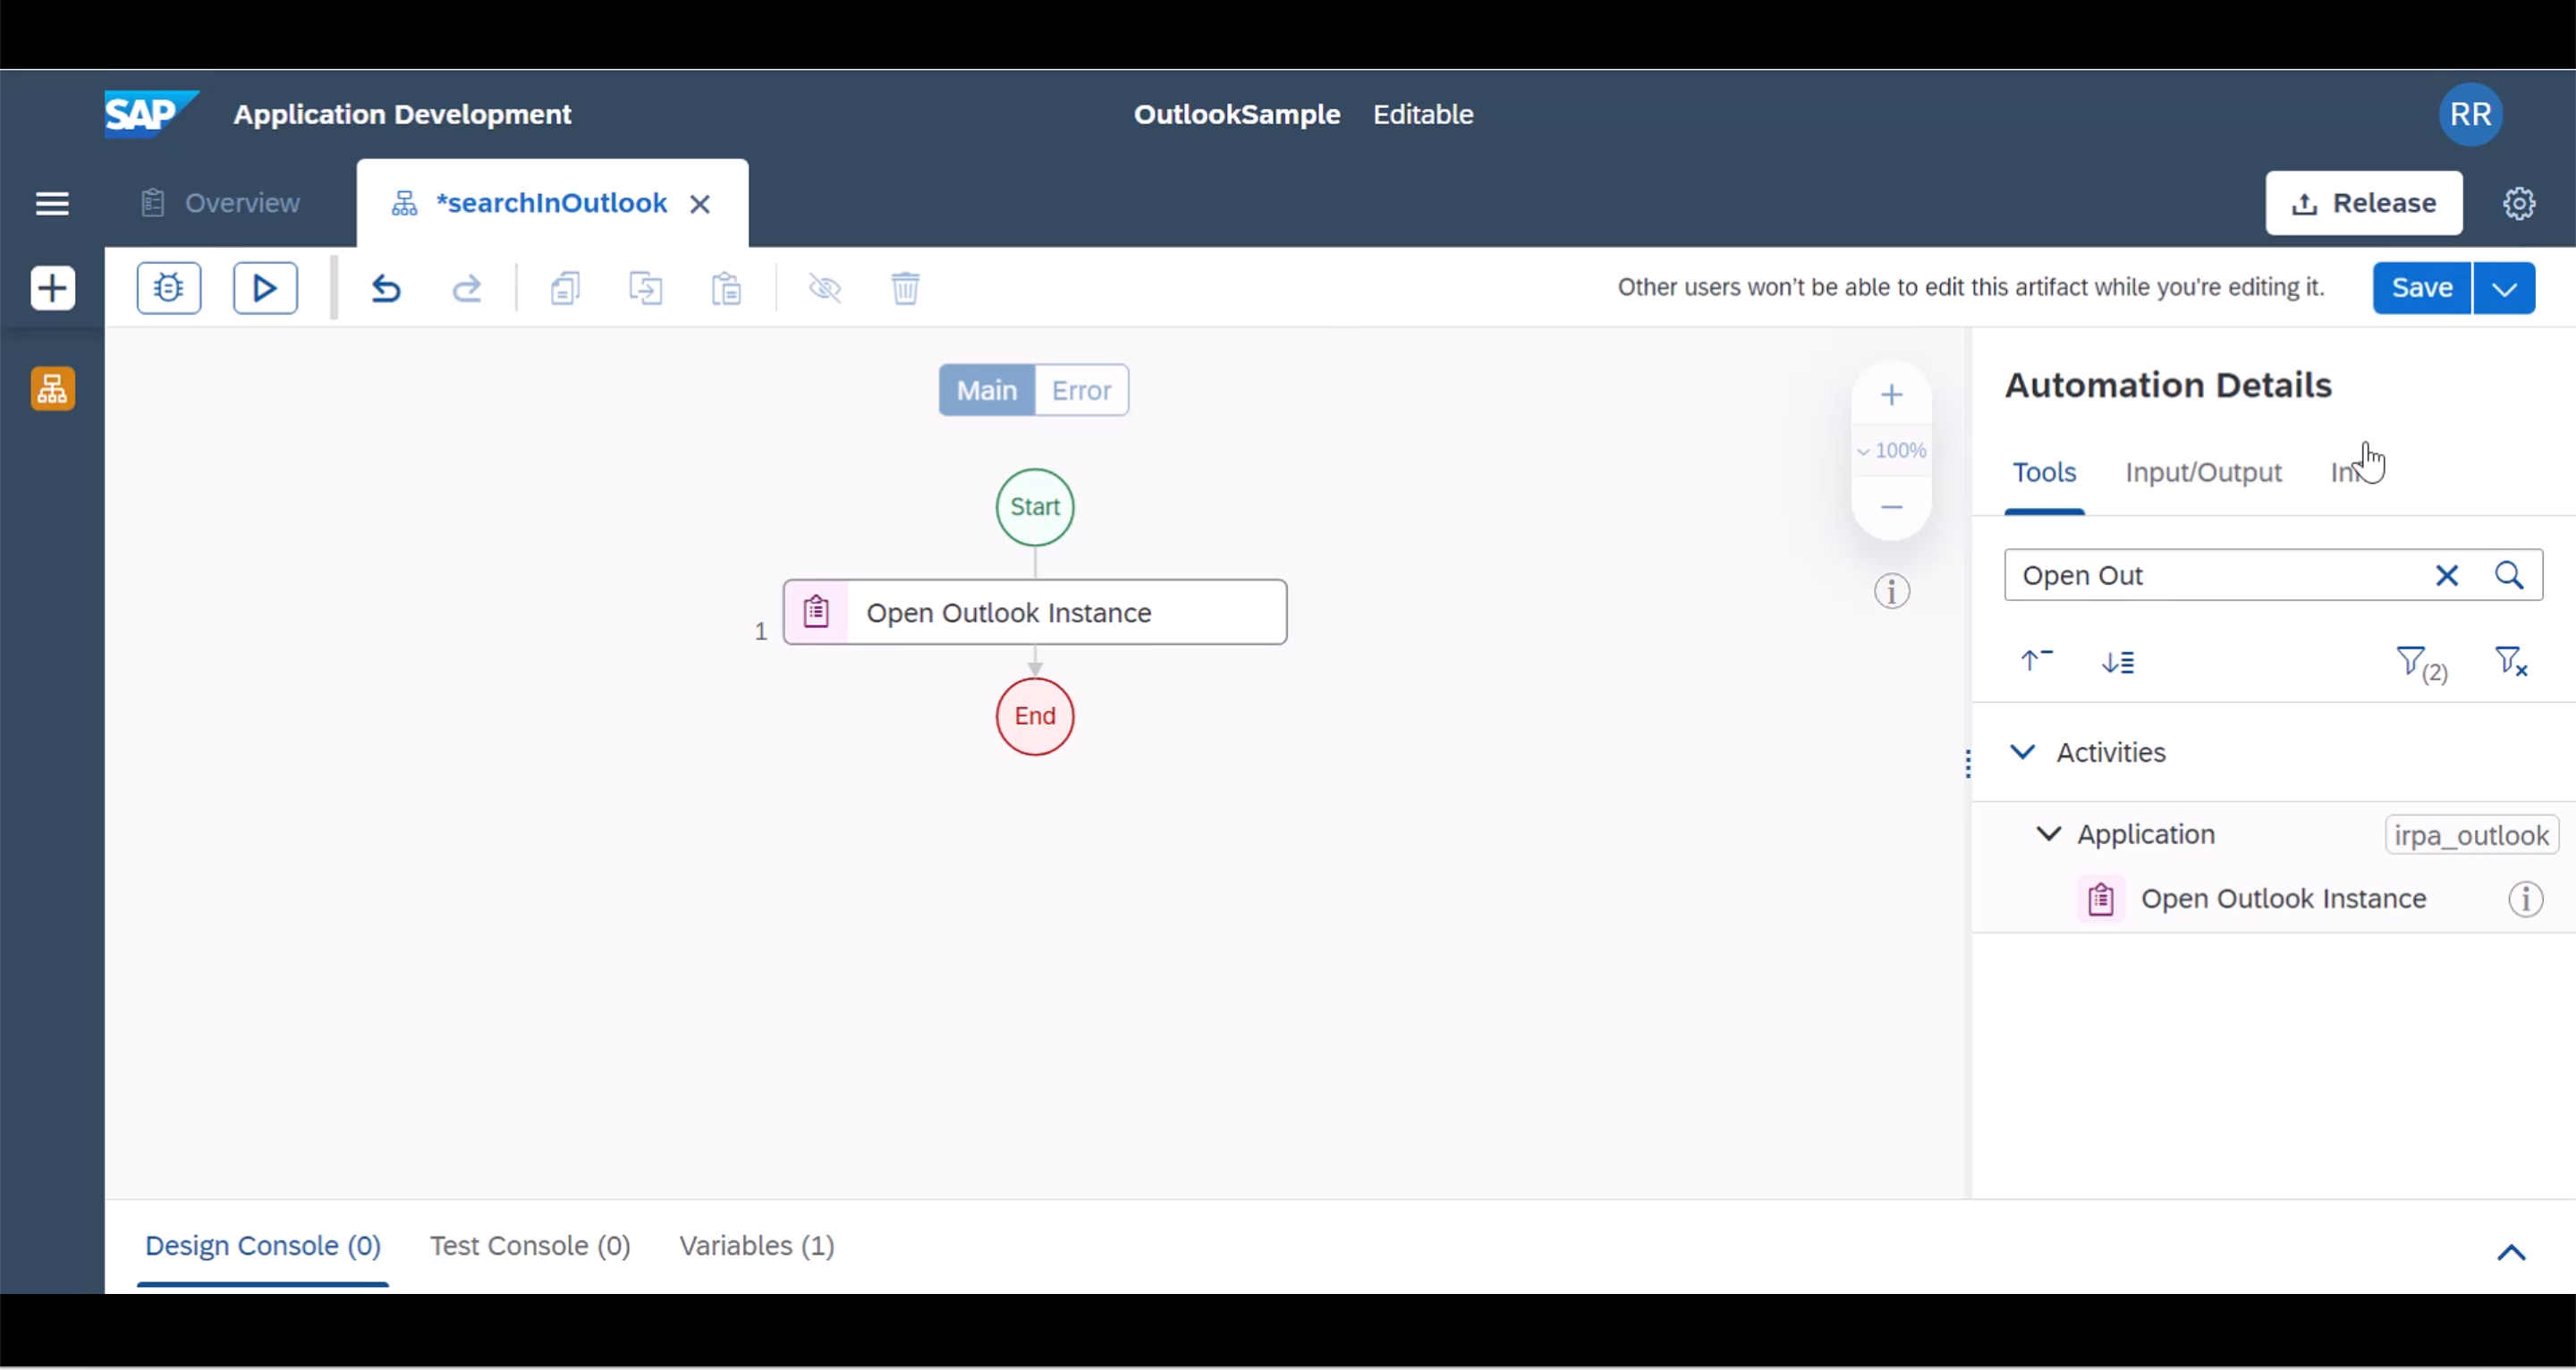 SAP Application Development OutlookSample Editable RR
Overview *searchInOutlook Release
Other users won't be able to edit this artifact while you're editing it. Save
Main Error
100%
Start
1 Open Outlook Instance
End
Automation Details
Tools Input/Output
Open Out
(2)
Activities
Application irpa_outlook
Open Outlook Instance
Design Console (0) Test Console (0) Variables (1)